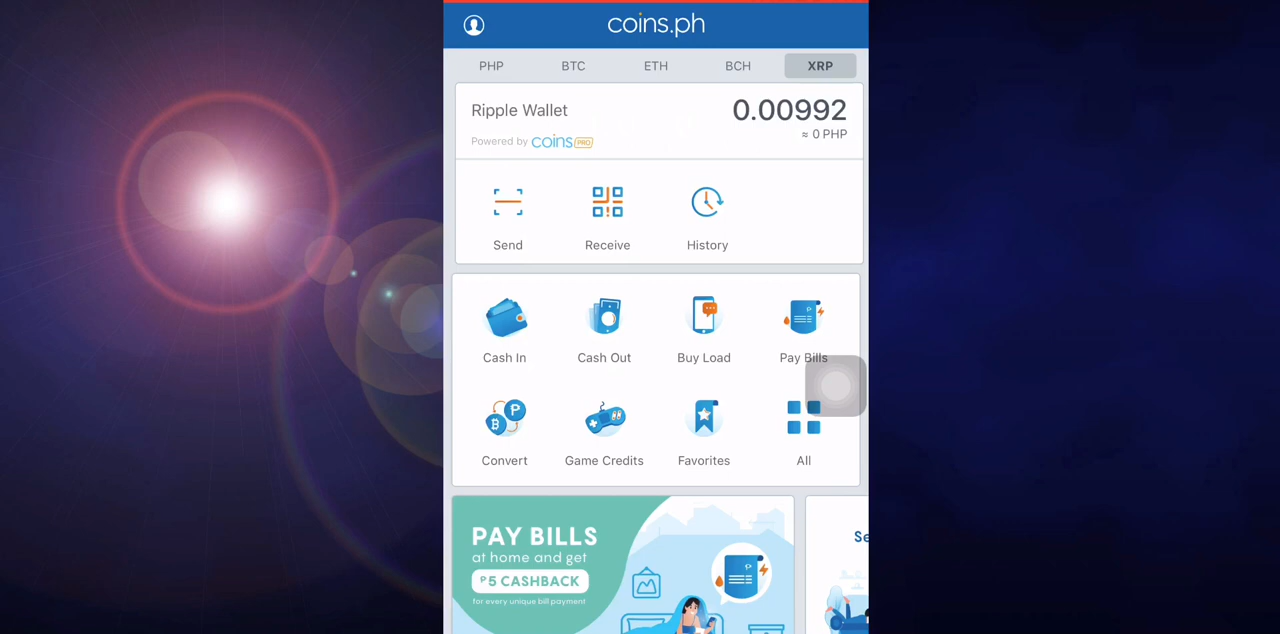 coins.ph
PHP BTC ETH BCH XRP
Ripple Wallet 0.00992
≈ 0 PHP
Powered by coins PRO
Send Receive History
Cash In Cash Out Buy Load Pay Bills
Convert Game Credits Favorites All
PAY BILLS
at home and get
₱5 CASHBACK
for every unique bill payment
Se